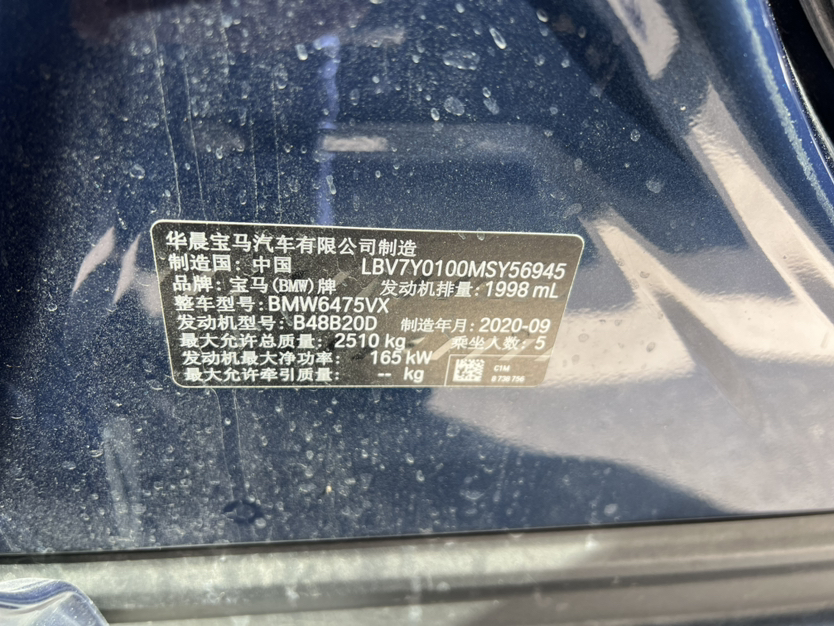 华晨宝马汽车有限公司制造
制造国：中国 LBV7Y0100MSY56945
品牌：宝马(BMW)牌 发动机排量：1998 mL
整车型号：BMW6475VX
发动机型号：B48B20D 制造年月：2020-09
最大允许总质量：2510 kg 乘坐人数：5
发动机最大净功率：165 kW
最大允许牵引质量：-- kg
C1M